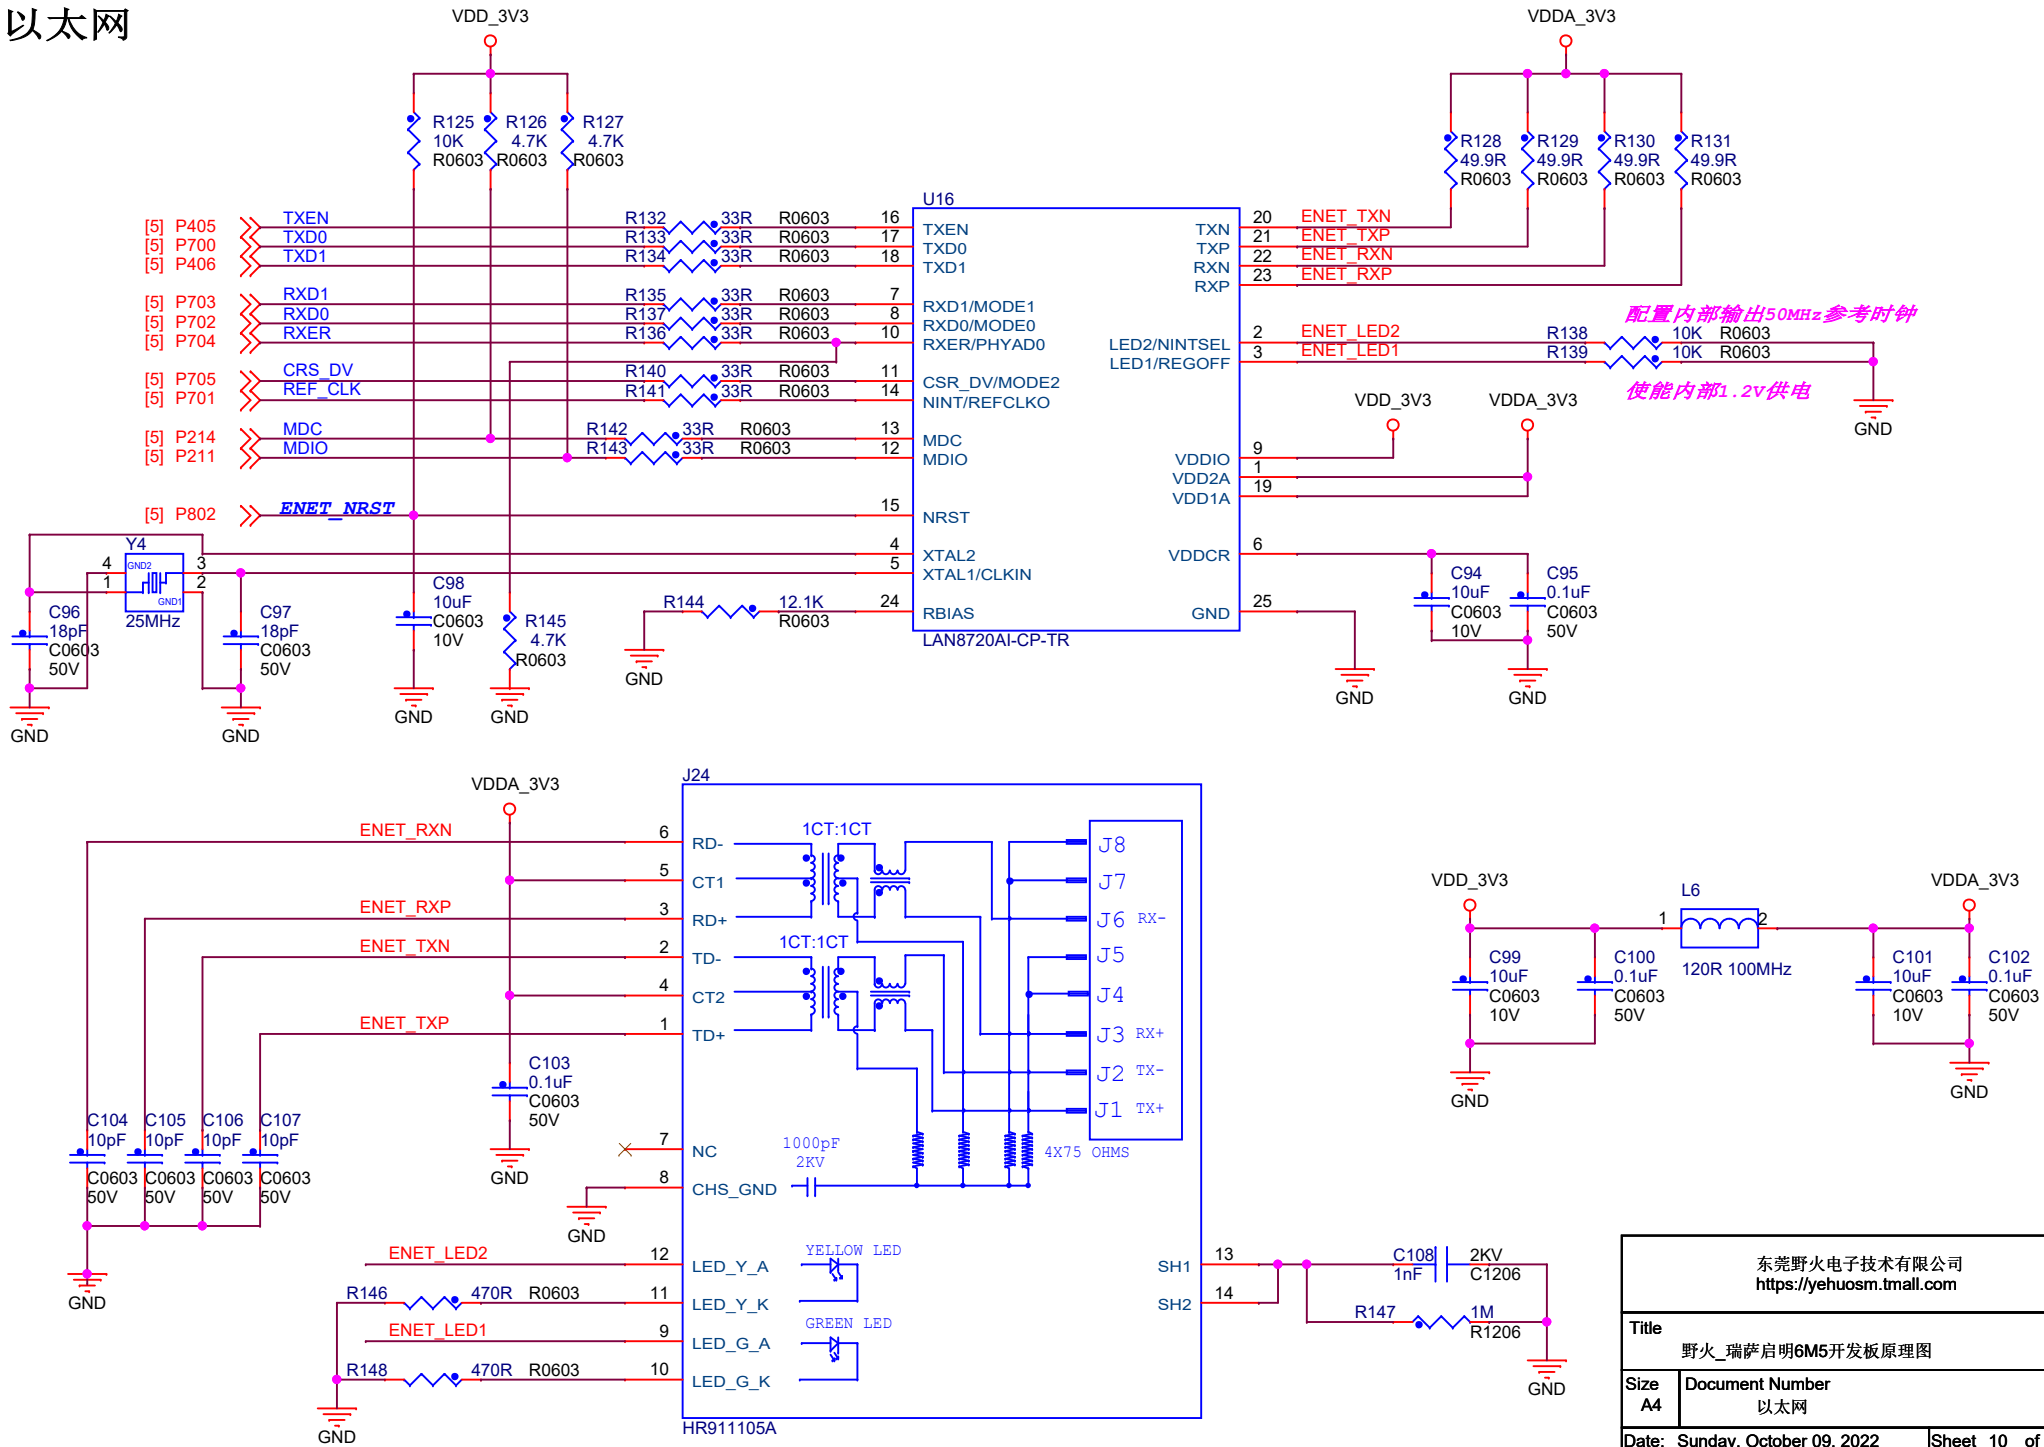 以太网
VDD_3V3
R125
10K
R0603
R126
4.7K
R0603
R127
4.7K
R0603
VDDA_3V3
R128
49.9R
R0603
R129
49.9R
R0603
R130
49.9R
R0603
R131
49.9R
R0603
[5] P405 TXEN R132 33R R0603 16
[5] P700 TXD0 R133 33R R0603 17
[5] P406 TXD1 R134 33R R0603 18
[5] P703 RXD1 R135 33R R0603 7
[5] P702 RXD0 R137 33R R0603 8
[5] P704 RXER R136 33R R0603 10
[5] P705 CRS_DV R140 33R R0603 11
[5] P701 REF_CLK R141 33R R0603 14
[5] P214 MDC R142 33R R0603 13
[5] P211 MDIO R143 33R R0603 12
[5] P802 ENET_NRST 15
4
5
R144 12.1K 24
R0603
GND
U16
TXEN
TXD0
TXD1
RXD1/MODE1
RXD0/MODE0
RXER/PHYAD0
CSR_DV/MODE2
NINT/REFCLKO
MDC
MDIO
NRST
XTAL2
XTAL1/CLKIN
RBIAS
TXN
TXP
RXN
RXP
LED2/NINTSEL
LED1/REGOFF
VDDIO
VDD2A
VDD1A
VDDCR
GND
LAN8720AI-CP-TR
20 ENET_TXN
21 ENET_TXP
22 ENET_RXN
23 ENET_RXP
配置内部输出50MHz参考时钟
2 ENET_LED2 R138 10K R0603
3 ENET_LED1 R139 10K R0603
使能内部1.2V供电
GND
VDD_3V3
VDDA_3V3
9
1
19
6
25
GND
C94
10uF
C0603
10V
C95
0.1uF
C0603
50V
GND
Y4
4
1
3
2
GND2
GND1
25MHz
C96
18pF
C0603
50V
GND
C97
18pF
C0603
50V
GND
C98
10uF
C0603
10V
GND
R145
4.7K
R0603
GND
VDDA_3V3
ENET_RXN 6
5
ENET_RXP 3
ENET_TXN 2
4
ENET_TXP 1
C103
0.1uF
C0603
50V
GND
C104
10pF
C0603
50V
C105
10pF
C0603
50V
C106
10pF
C0603
50V
C107
10pF
C0603
50V
GND
7
8
GND
ENET_LED2 12
R146 470R R0603 11
ENET_LED1 9
R148 470R R0603 10
GND
J24
RD-
CT1
RD+
TD-
CT2
TD+
NC
CHS_GND
LED_Y_A
LED_Y_K
LED_G_A
LED_G_K
1CT:1CT
1CT:1CT
J8
J7
J6 RX-
J5
J4
J3 RX+
J2 TX-
J1 TX+
1000pF
2KV
4X75 OHMS
YELLOW LED
GREEN LED
SH1
SH2
HR911105A
13
14
C108 2KV
1nF C1206
R147 1M
R1206
GND
VDD_3V3
C99
10uF
C0603
10V
C100
0.1uF
C0603
50V
GND
L6
1 2
120R 100MHz
VDDA_3V3
C101
10uF
C0603
10V
C102
0.1uF
C0603
50V
GND
东莞野火电子技术有限公司
https://yehuosm.tmall.com
Title
野火_瑞萨启明6M5开发板原理图
Size
A4
Document Number
以太网
Date: Sunday, October 09, 2022 Sheet 10 of